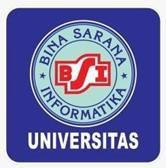 BINA SARANA
BSI
INFORMATIKA
UNIVERSITAS